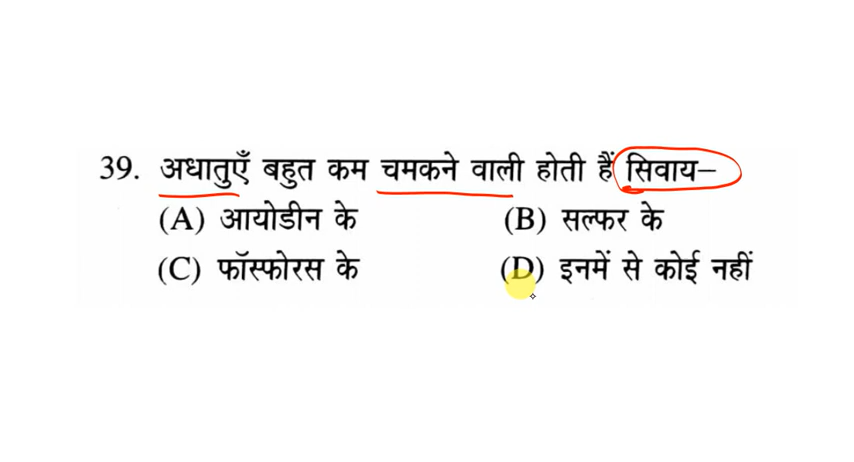 39. अधातुएँ बहुत कम चमकने वाली होती हैं सिवाय–
(A) आयोडीन के (B) सल्फर के
(C) फॉस्फोरस के (D) इनमें से कोई नहीं